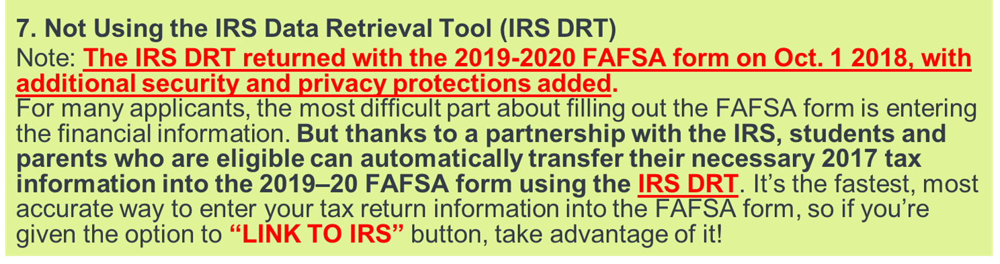 7. Not Using the IRS Data Retrieval Tool (IRS DRT)
Note: The IRS DRT returned with the 2019-2020 FAFSA form on Oct. 1 2018, with
additional security and privacy protections added.
For many applicants, the most difficult part about filling out the FAFSA form is entering
the financial information. But thanks to a partnership with the IRS, students and
parents who are eligible can automatically transfer their necessary 2017 tax
information into the 2019–20 FAFSA form using the IRS DRT. It’s the fastest, most
accurate way to enter your tax return information into the FAFSA form, so if you’re
given the option to “LINK TO IRS” button, take advantage of it!